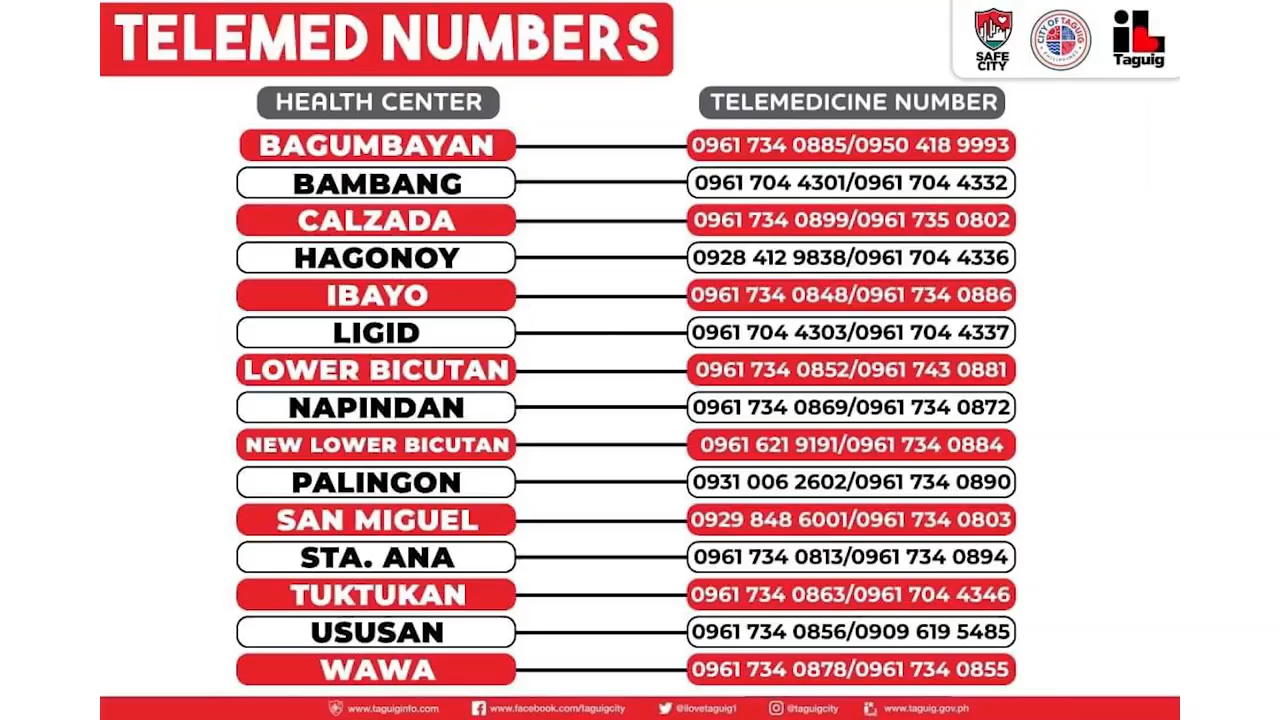 TELEMED NUMBERS
SAFE CITY
CITY OF TAGUIG
PHILIPPINES
iL
Taguig
HEALTH CENTER TELEMEDICINE NUMBER
BAGUMBAYAN 0961 734 0885/0950 418 9993
BAMBANG 0961 704 4301/0961 704 4332
CALZADA 0961 734 0899/0961 735 0802
HAGONOY 0928 412 9838/0961 704 4336
IBAYO 0961 734 0848/0961 734 0886
LIGID 0961 704 4303/0961 704 4337
LOWER BICUTAN 0961 734 0852/0961 743 0881
NAPINDAN 0961 734 0869/0961 734 0872
NEW LOWER BICUTAN 0961 621 9191/0961 734 0884
PALINGON 0931 006 2602/0961 734 0890
SAN MIGUEL 0929 848 6001/0961 734 0803
STA. ANA 0961 734 0813/0961 734 0894
TUKTUKAN 0961 734 0863/0961 704 4346
USUSAN 0961 734 0856/0909 619 5485
WAWA 0961 734 0878/0961 734 0855
www.taguiginfo.com www.facebook.com/taguigcity @ilovetaguig1 @taguigcity www.taguig.gov.ph